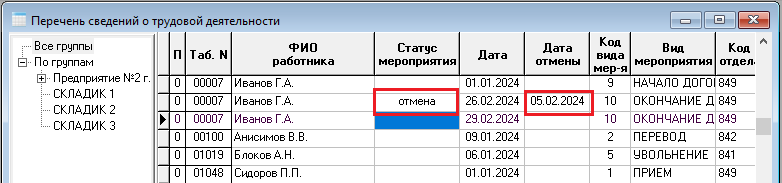 Перечень сведений о трудовой деятельности
Все группы
По группам
Предприятие №2 г.
СКЛАДИК 1
СКЛАДИК 2
СКЛАДИК 3
П Таб. N ФИО работника Статус мероприятия Дата Дата отмены Код вида мер-я Вид мероприятия Код отдел
0 00007 Иванов Г.А. 01.01.2024 9 НАЧАЛО ДОГО 849
0 00007 Иванов Г.А. отмена 26.02.2024 05.02.2024 10 ОКОНЧАНИЕ Д 849
0 00007 Иванов Г.А. 29.02.2024 10 ОКОНЧАНИЕ Д 849
0 00100 Анисимов В.В. 09.01.2024 2 ПЕРЕВОД 842
0 01019 Блоков А.Н. 06.01.2024 5 УВОЛЬНЕНИЕ 841
0 01048 Сидоров П.П. 01.01.2024 1 ПРИЕМ 849